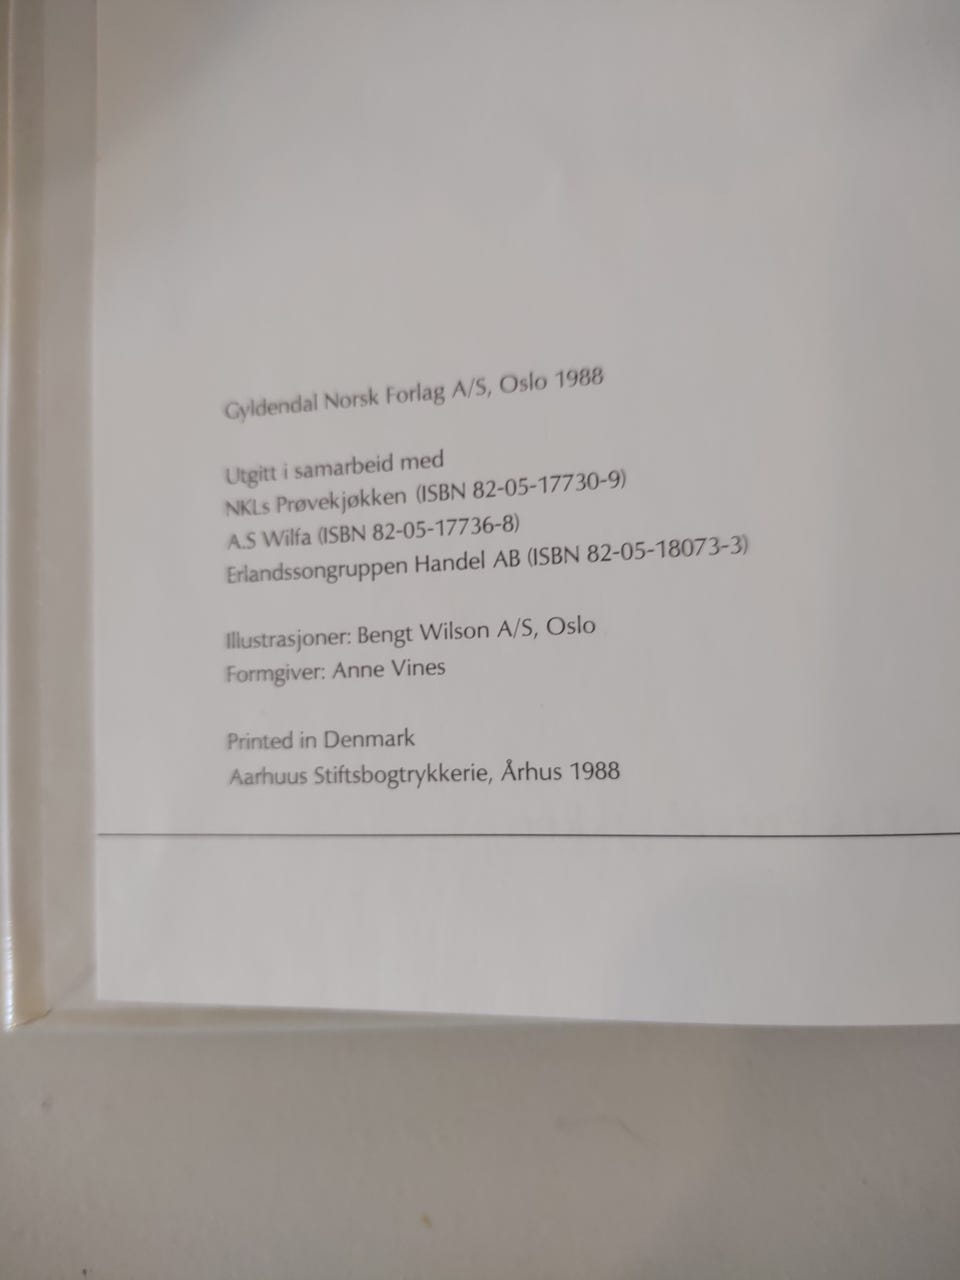 Gyldendal Norsk Forlag A/S, Oslo 1988
Utgitt i samarbeid med
NKLs Prøvekjøkken (ISBN 82-05-17730-9)
A.S Wilfa (ISBN 82-05-17736-8)
Erlandssongruppen Handel AB (ISBN 82-05-18073-3)
Illustrasjoner: Bengt Wilson A/S, Oslo
Formgiver: Anne Vines
Printed in Denmark
Aarhuus Stiftsbogtrykkerie, Århus 1988